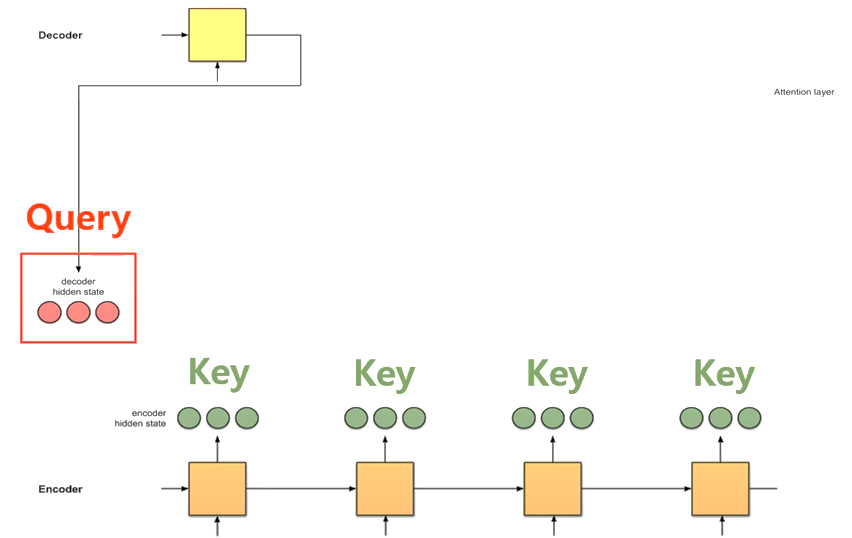 Decoder
Attention layer
Query
decoder
hidden state
Key Key Key Key
encoder
hidden state
Encoder